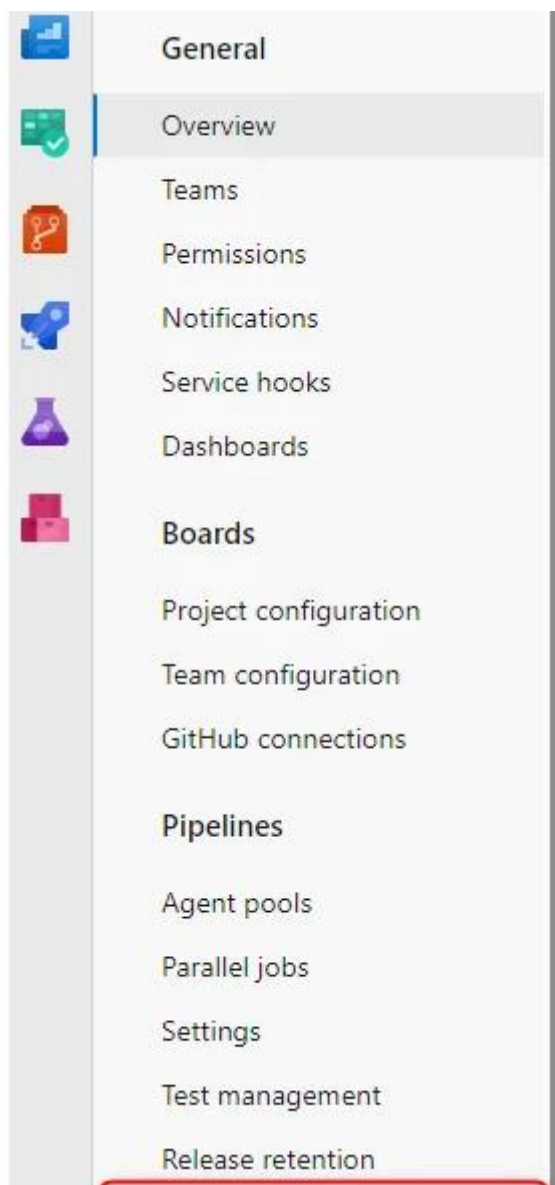 General
Overview
Teams
Permissions
Notifications
Service hooks
Dashboards
Boards
Project configuration
Team configuration
GitHub connections
Pipelines
Agent pools
Parallel jobs
Settings
Test management
Release retention